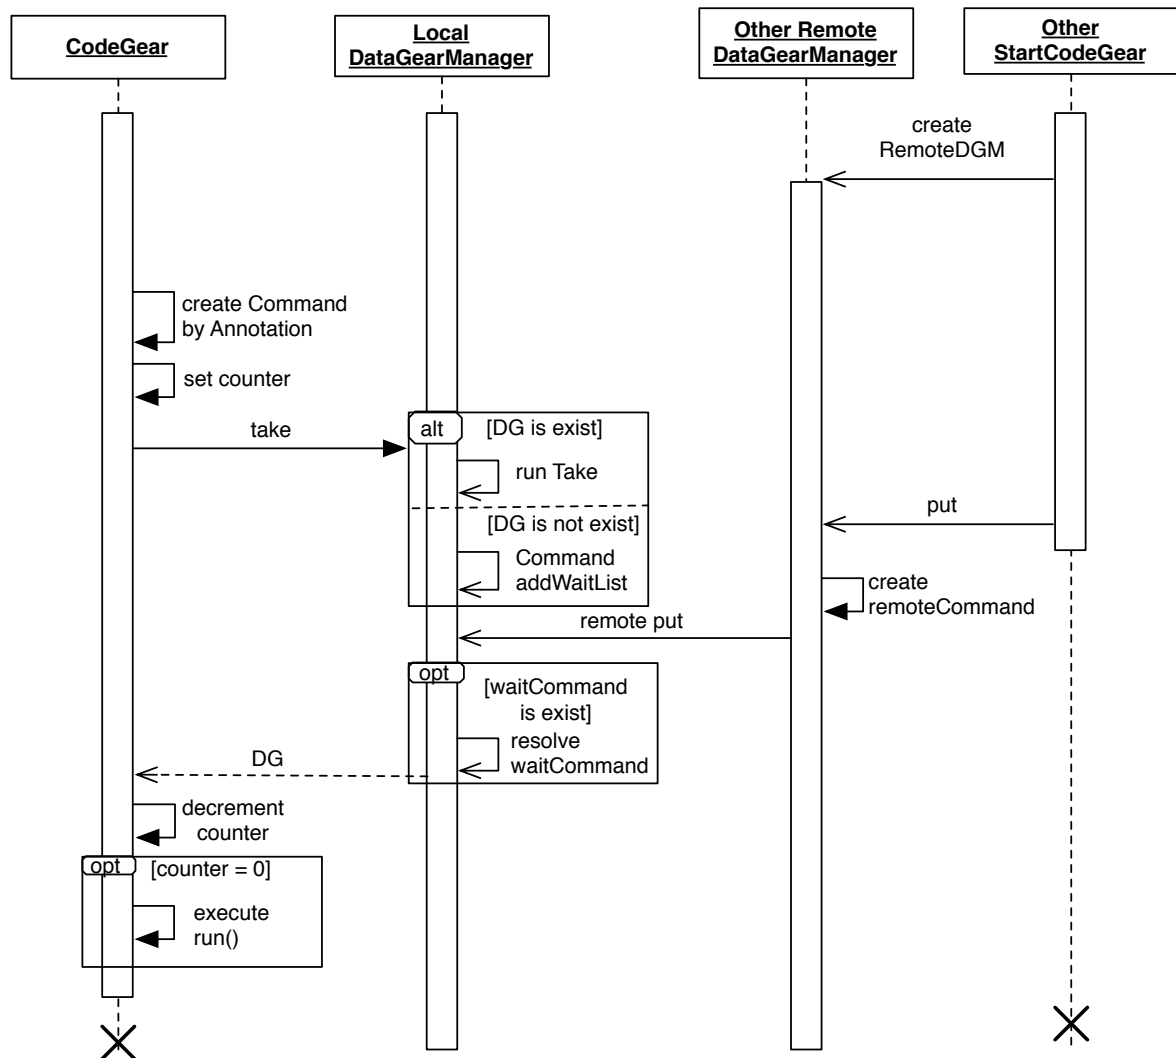 CodeGear
Local
DataGearManager
Other Remote
DataGearManager
Other
StartCodeGear
create
RemoteDGM
create Command
by Annotation
set counter
take
alt
[DG is exist]
run Take
[DG is not exist]
Command
addWaitList
put
create
remoteCommand
remote put
opt
[waitCommand
is exist]
resolve
waitCommand
DG
decrement
counter
opt
[counter = 0]
execute
run()